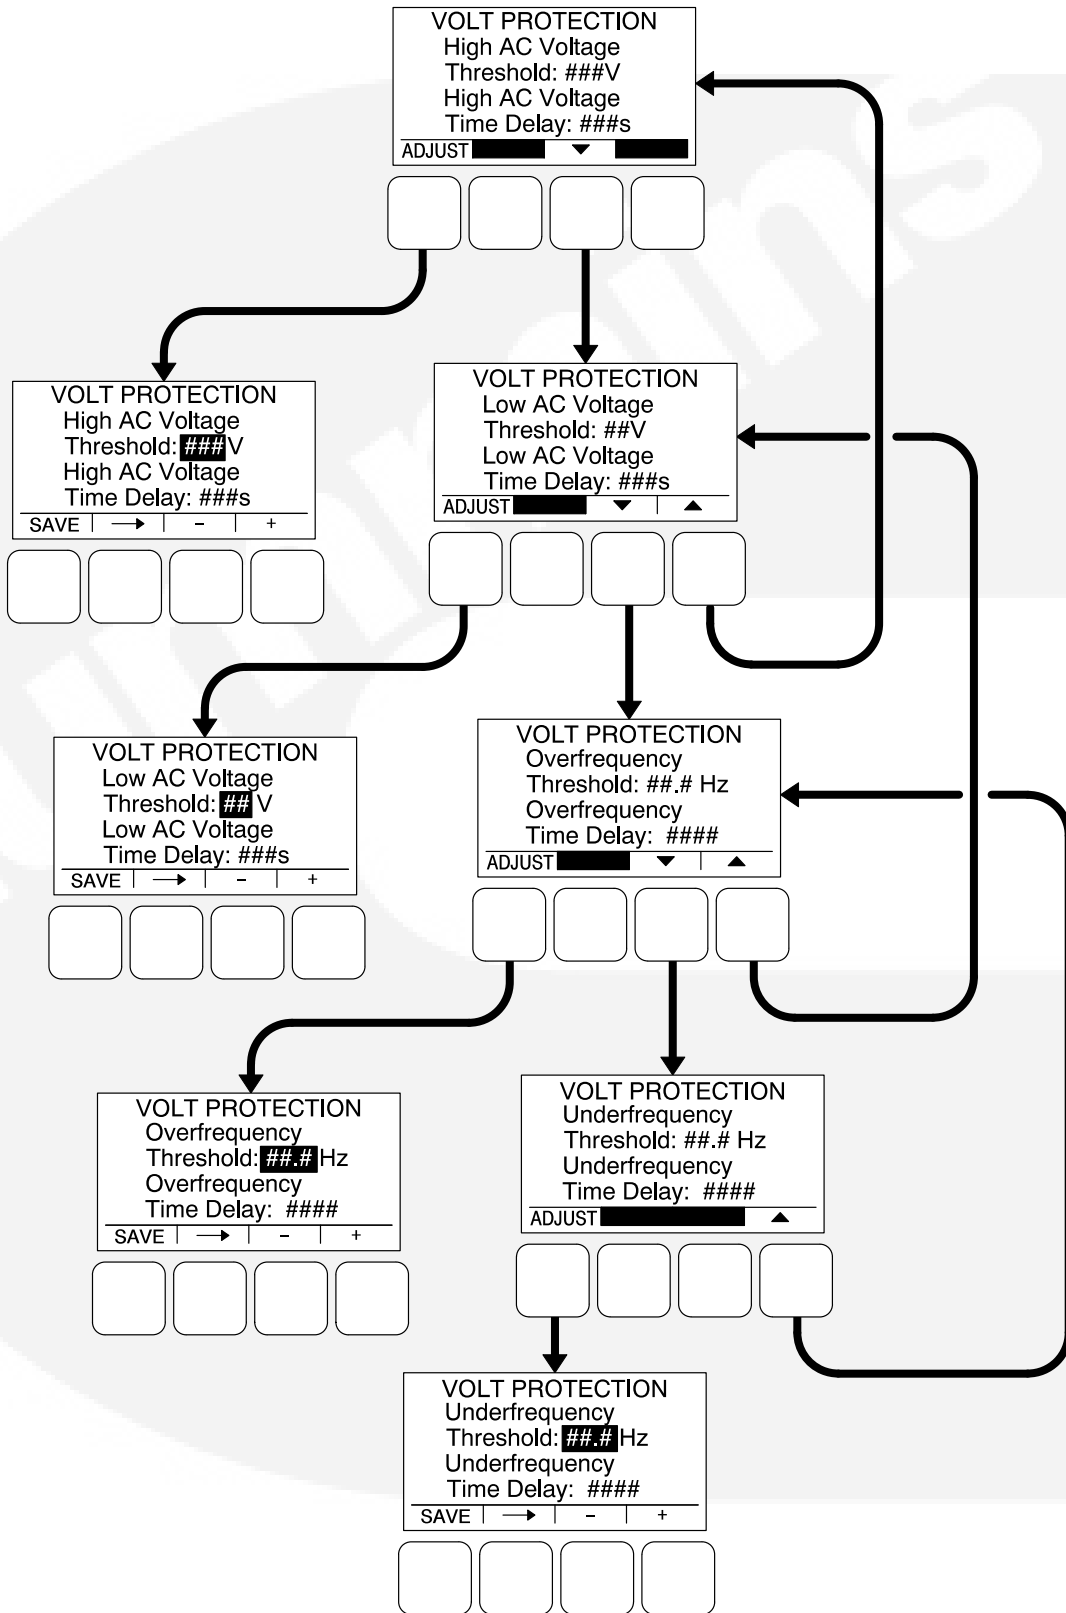 VOLT PROTECTION
High AC Voltage
Threshold: ###V
High AC Voltage
Time Delay: ###s
ADJUST
VOLT PROTECTION
High AC Voltage
Threshold: ### V
High AC Voltage
Time Delay: ###s
SAVE → - +
VOLT PROTECTION
Low AC Voltage
Threshold: ##V
Low AC Voltage
Time Delay: ###s
ADJUST
VOLT PROTECTION
Low AC Voltage
Threshold: ## V
Low AC Voltage
Time Delay: ###s
SAVE → - +
VOLT PROTECTION
Overfrequency
Threshold: ##.# Hz
Overfrequency
Time Delay: ####
ADJUST
VOLT PROTECTION
Overfrequency
Threshold: ##.# Hz
Overfrequency
Time Delay: ####
SAVE → - +
VOLT PROTECTION
Underfrequency
Threshold: ##.# Hz
Underfrequency
Time Delay: ####
ADJUST
VOLT PROTECTION
Underfrequency
Threshold: ##.# Hz
Underfrequency
Time Delay: ####
SAVE → - +